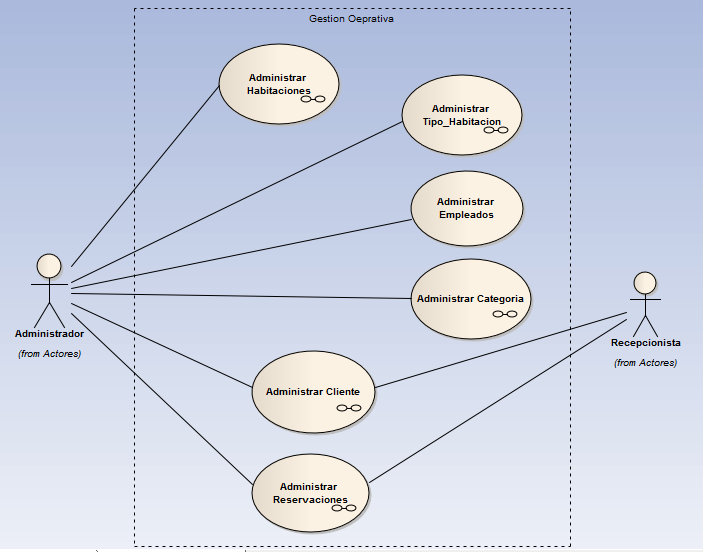 Gestion Oeprativa
Administrar
Habitaciones
Administrar
Tipo_Habitacion
Administrar
Empleados
Administrar Categoria
Administrador
(from Actores)
Recepcionista
(from Actores)
Administrar Cliente
Administrar
Reservaciones